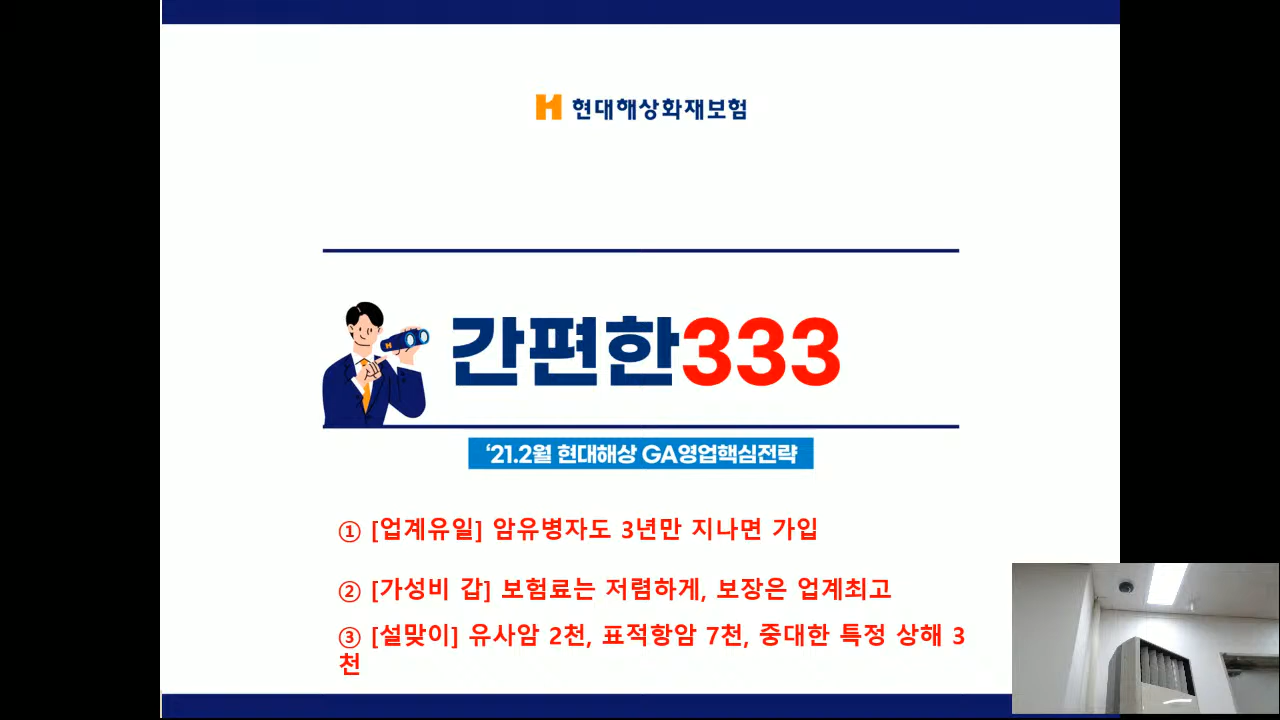 현대해상화재보험
간편한333
‘21.2월 현대해상 GA영업핵심전략
① [업계유일] 암유병자도 3년만 지나면 가입
② [가성비 갑] 보험료는 저렴하게, 보장은 업계최고
③ [설맞이] 유사암 2천, 표적항암 7천, 중대한 특정 상해 3
천